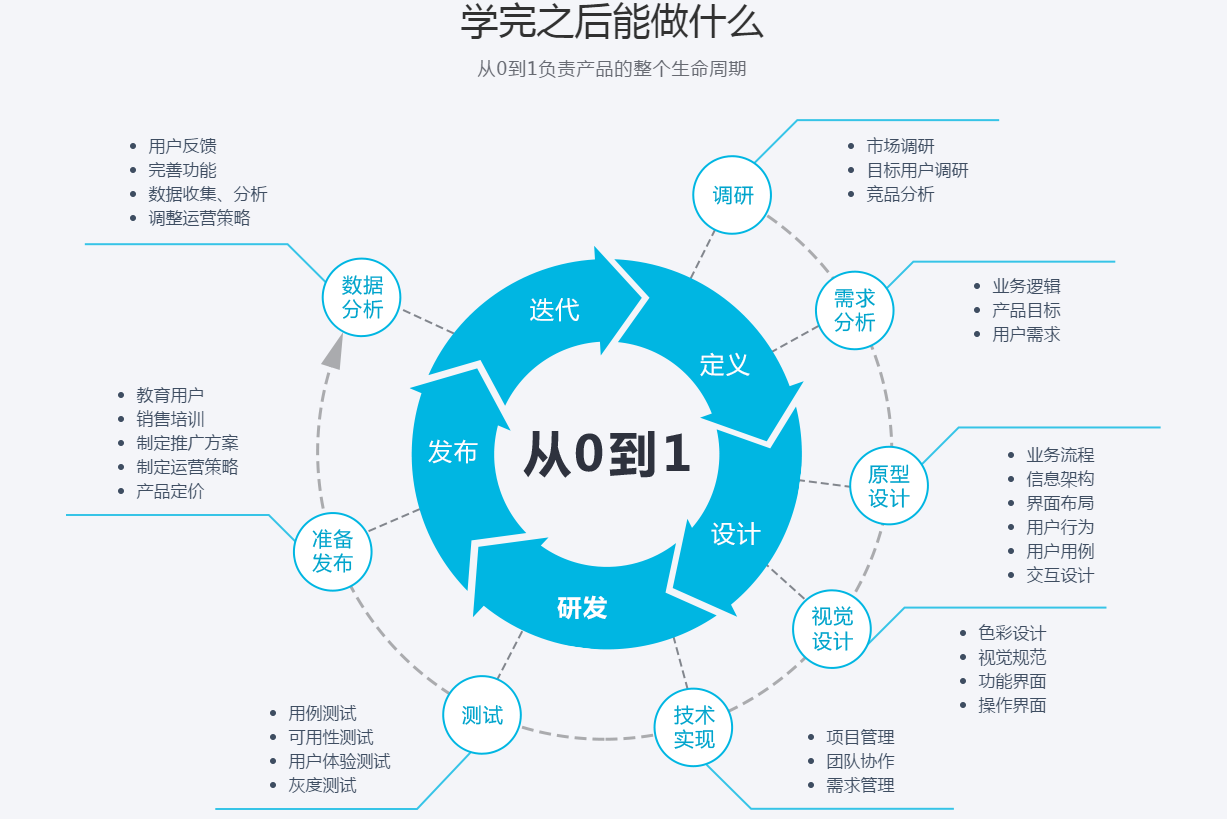 学完之后能做什么
从0到1负责产品的整个生命周期
用户反馈
完善功能
数据收集、分析
调整运营策略
数据
分析
市场调研
目标用户调研
竞品分析
调研
业务逻辑
产品目标
用户需求
需求
分析
迭代
定义
发布
从0到1
设计
研发
教育用户
销售培训
制定推广方案
制定运营策略
产品定价
准备
发布
业务流程
信息架构
界面布局
用户行为
用户用例
交互设计
原型
设计
视觉
设计
色彩设计
视觉规范
功能界面
操作界面
用例测试
可用性测试
用户体验测试
灰度测试
测试
技术
实现
项目管理
团队协作
需求管理